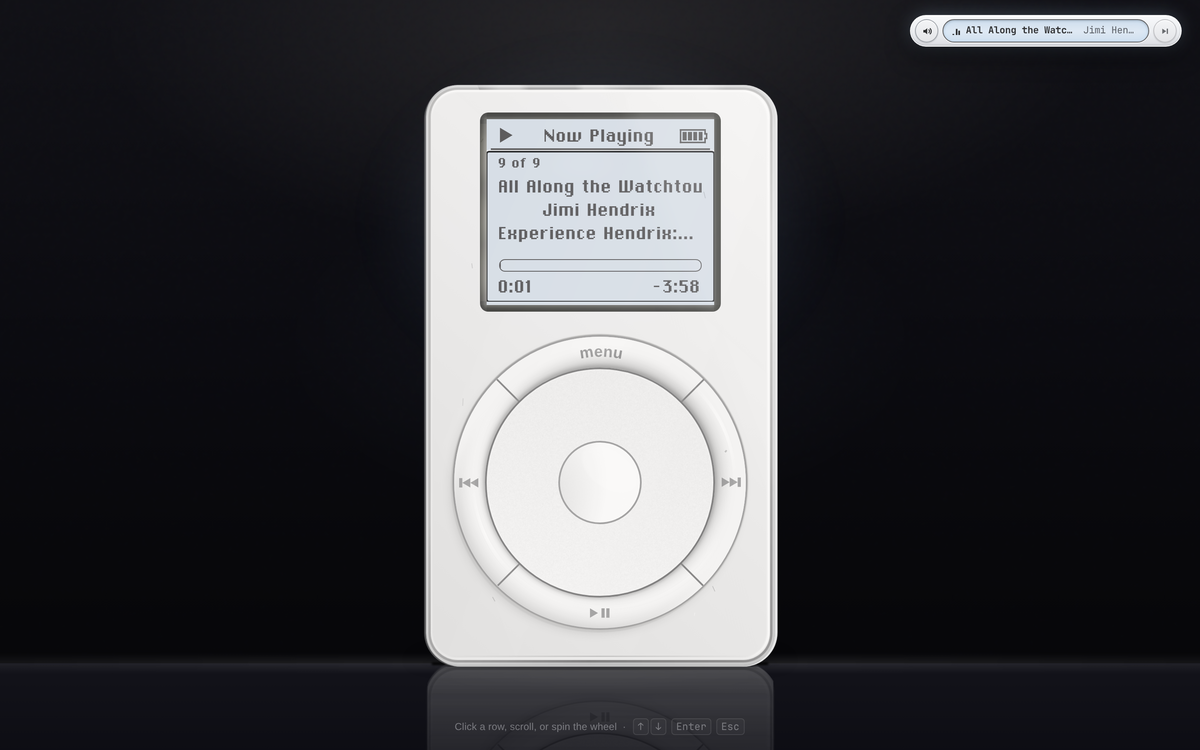 All Along the Watc… Jimi Hen…
Now Playing
9 of 9
All Along the Watchtou
Jimi Hendrix
Experience Hendrix:...
0:01 -3:58
menu
Click a row, scroll, or spin the wheel · ↑ ↓ Enter Esc